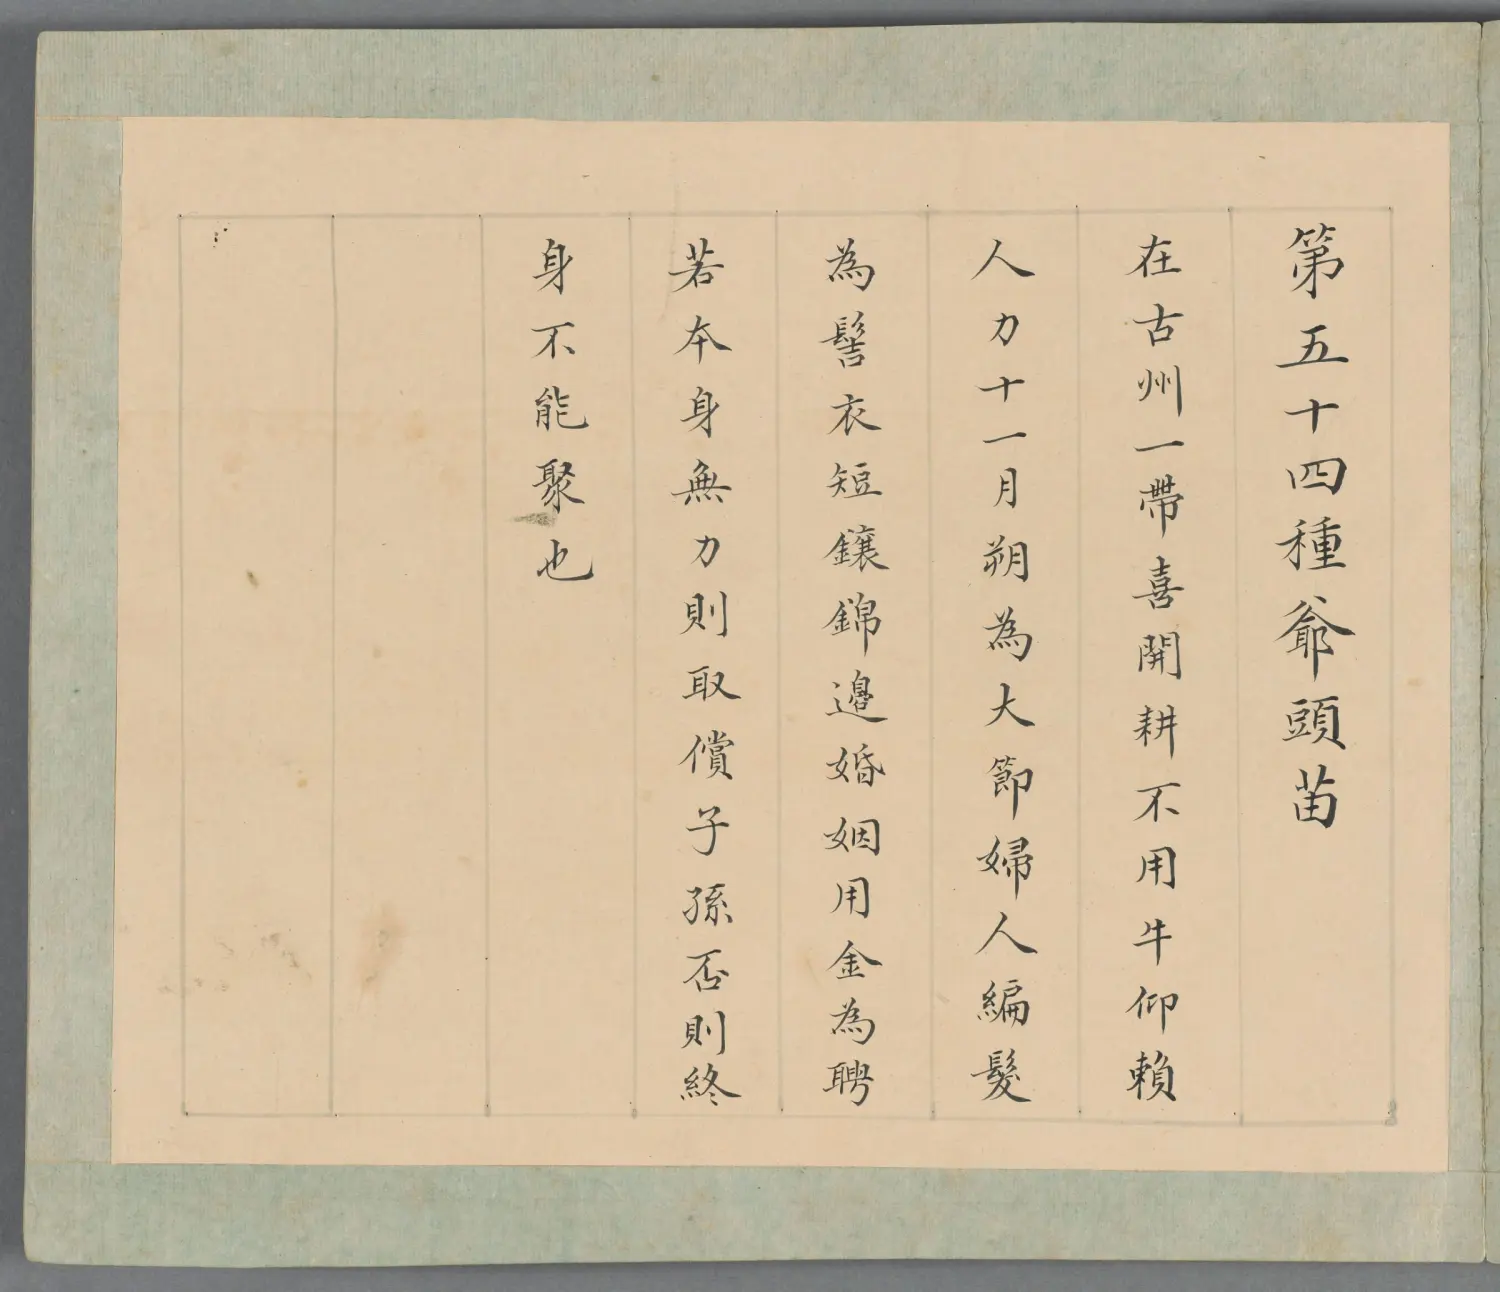 第五十四種爺頭苗
在古州一帶喜開耕不用牛仰賴
人力十一月朔為大節婦人編髮
為髻衣短鑲錦邊婚姻用金為聘
若本身無力則取償子孫否則終
身不能聚也